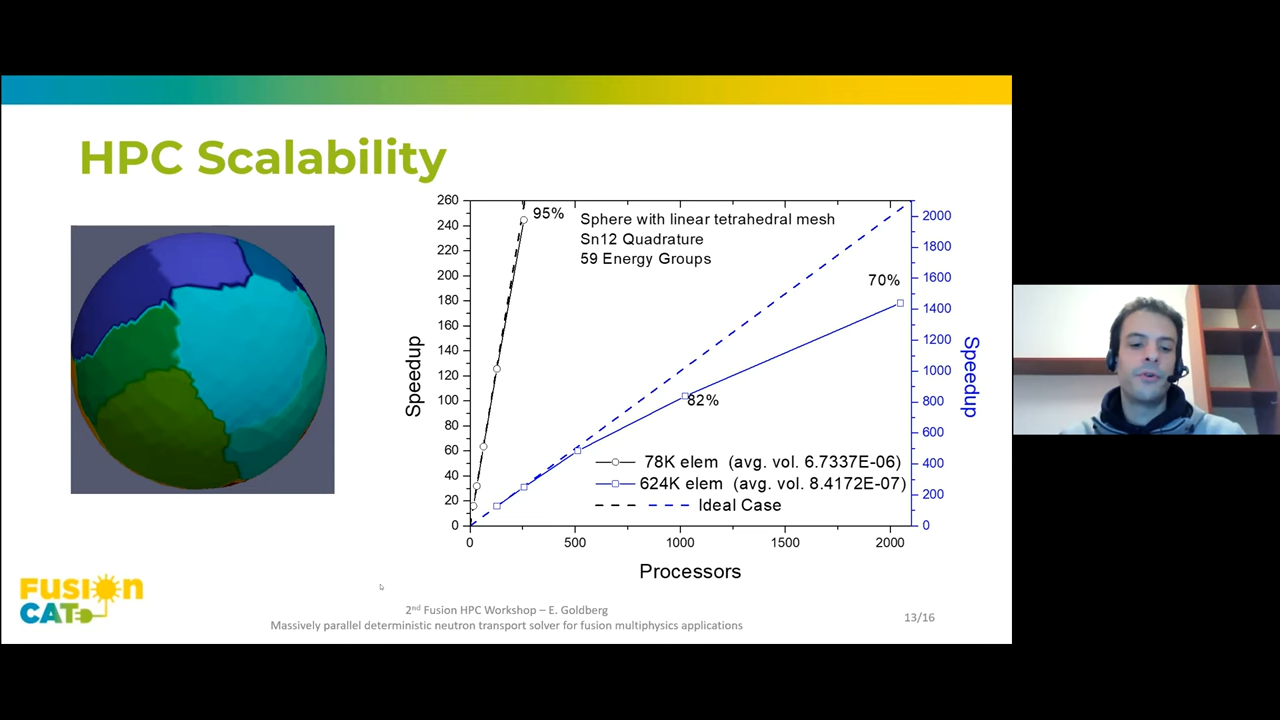 HPC Scalability
260
240
220
200
180
160
140
120
100
80
60
40
20
0
Speedup
95%
Sphere with linear tetrahedral mesh
Sn12 Quadrature
59 Energy Groups
70%
82%
78K elem (avg. vol. 6.7337E-06)
624K elem (avg. vol. 8.4172E-07)
Ideal Case
2000
1800
1600
1400
1200
1000
800
600
400
200
0
Speedup
0 500 1000 1500 2000
Processors
FUSION
CAT
2nd Fusion HPC Workshop – E. Goldberg
Massively parallel deterministic neutron transport solver for fusion multiphysics applications
13/16